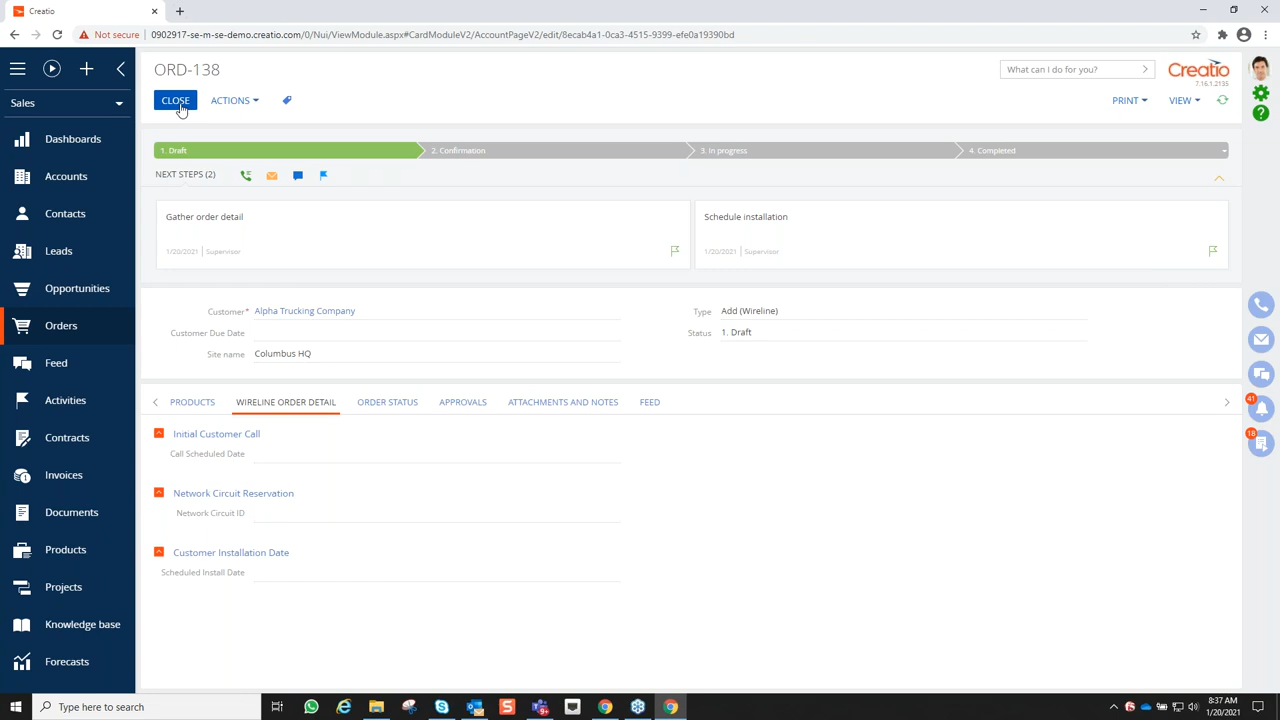 Creatio
Not secure
0902917-se-m-se-demo.creatio.com/0/Nui/ViewModule.aspx#CardModuleV2/AccountPageV2/edit/8ecab4a1-0ca3-4515-9399-efe0a19390bd
Sales
Dashboards
Accounts
Contacts
Leads
Opportunities
Orders
Feed
Activities
Contracts
Invoices
Documents
Products
Projects
Knowledge base
Forecasts
ORD-138
What can I do for you?
Creatio
7.16.1.2135
CLOSE
ACTIONS
PRINT
VIEW
1. Draft
2. Confirmation
3. In progress
4. Completed
NEXT STEPS (2)
Gather order detail
1/20/2021 | Supervisor
Schedule installation
1/20/2021 | Supervisor
Customer* Alpha Trucking Company
Type Add (Wireline)
Customer Due Date
Status 1. Draft
Site name Columbus HQ
PRODUCTS
WIRELINE ORDER DETAIL
ORDER STATUS
APPROVALS
ATTACHMENTS AND NOTES
FEED
Initial Customer Call
Call Scheduled Date
Network Circuit Reservation
Network Circuit ID
Customer Installation Date
Scheduled Install Date
41
18
Type here to search
8:37 AM
1/20/2021